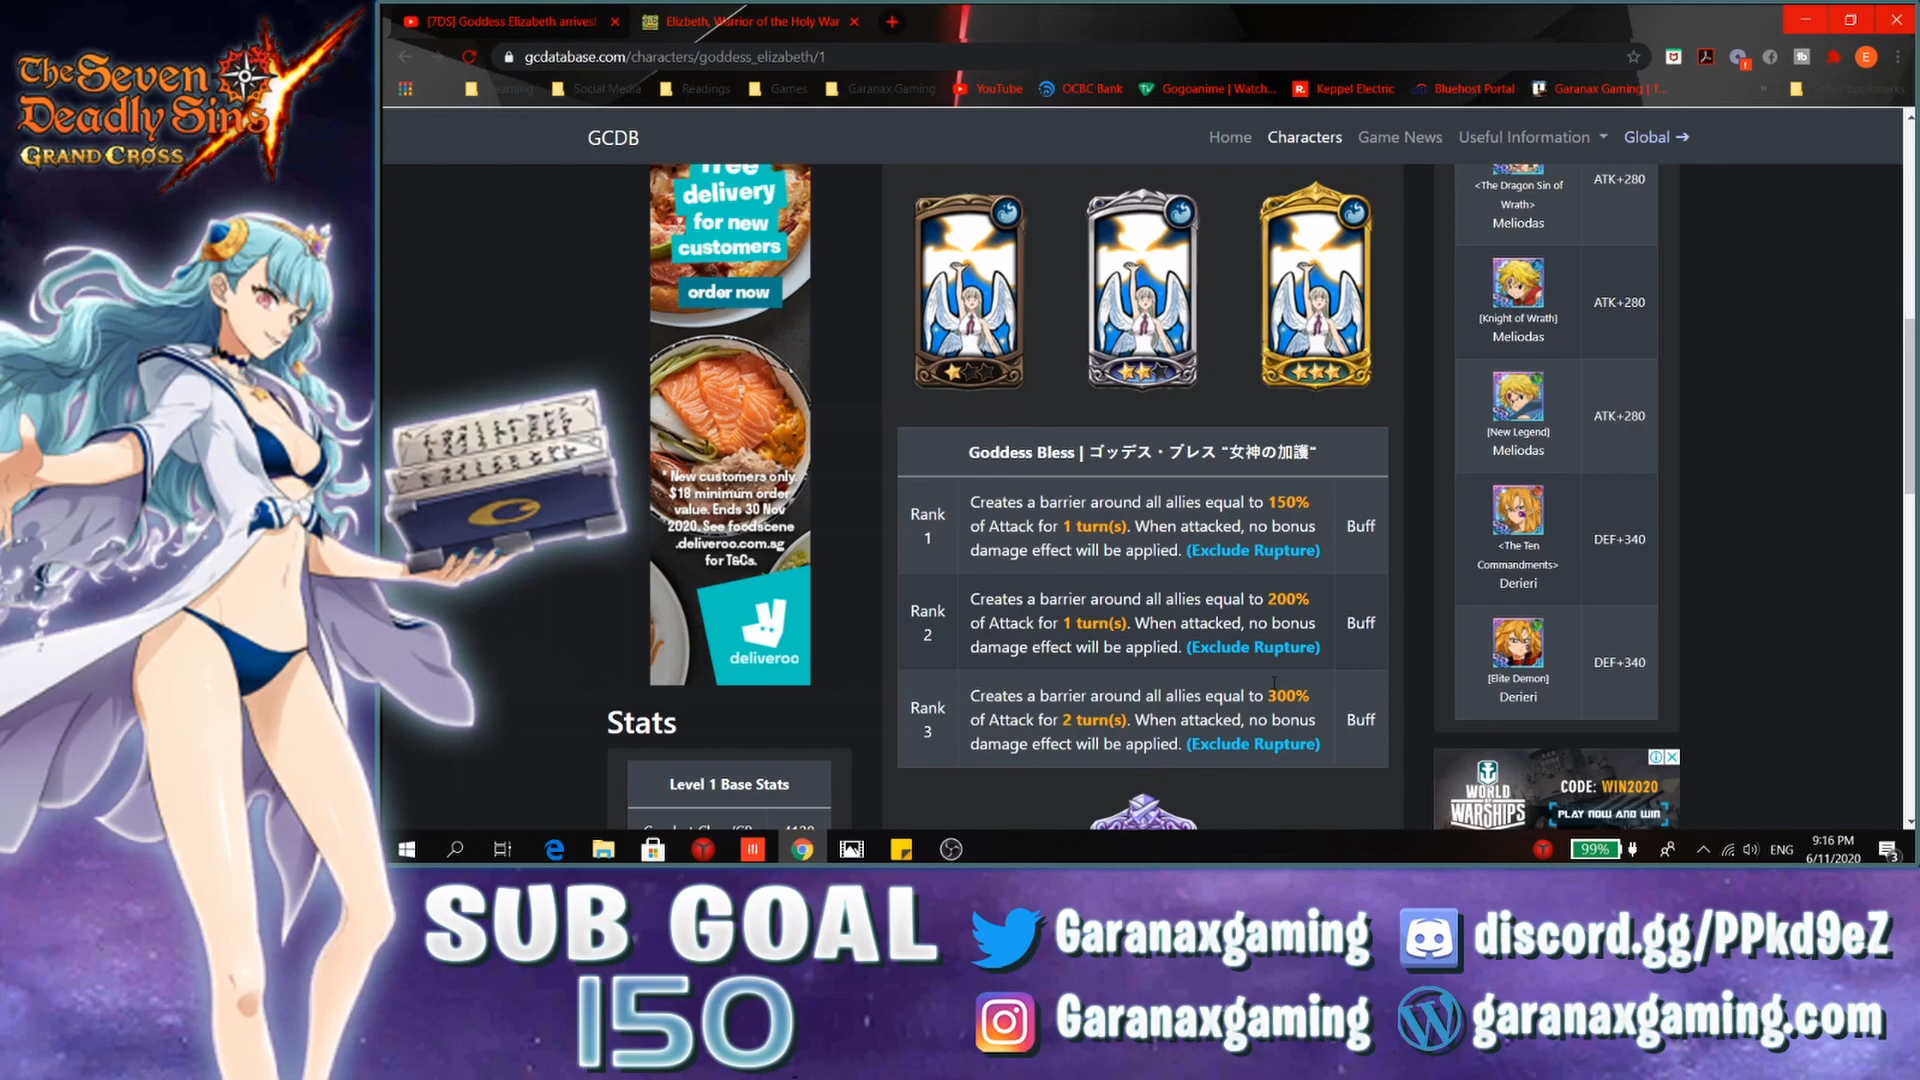 The Seven
Deadly Sins
GRAND CROSS
[7DS] Goddess Elizabeth arrives!
Elizbeth, Warrior of the Holy War
gcdatabase.com/characters/goddess_elizabeth/1
Social Media
Readings
Games
Garanax Gaming
YouTube
OCBC Bank
Gogoanime | Watch...
Keppel Electric
Bluehost Portal
Garanax Gaming | T...
Other bookmarks
GCDB
Home
Characters
Game News
Useful Information
Global →
free
delivery
for new
customers
order now
* New customers only.
$18 minimum order
value. Ends 30 Nov
2020. See foodscene
.deliveroo.com.sg
for T&Cs.
deliveroo
Stats
Level 1 Base Stats
Goddess Bless | ゴッデス・ブレス “女神の加護“
Rank 1
Creates a barrier around all allies equal to 150%
of Attack for 1 turn(s). When attacked, no bonus
damage effect will be applied. (Exclude Rupture)
Buff
Rank 2
Creates a barrier around all allies equal to 200%
of Attack for 1 turn(s). When attacked, no bonus
damage effect will be applied. (Exclude Rupture)
Buff
Rank 3
Creates a barrier around all allies equal to 300%
of Attack for 2 turn(s). When attacked, no bonus
damage effect will be applied. (Exclude Rupture)
Buff
<The Dragon Sin of
Wrath>
Meliodas
ATK+280
[Knight of Wrath]
Meliodas
ATK+280
[New Legend]
Meliodas
ATK+280
<The Ten
Commandments>
Derieri
DEF+340
[Elite Demon]
Derieri
DEF+340
WORLD OF
WARSHIPS
CODE: WIN2020
PLAY NOW AND WIN
99%
ENG
9:16 PM
6/11/2020
3
SUB GOAL
150
Garanaxgaming
discord.gg/PPkd9eZ
Garanaxgaming
garanaxgaming.com